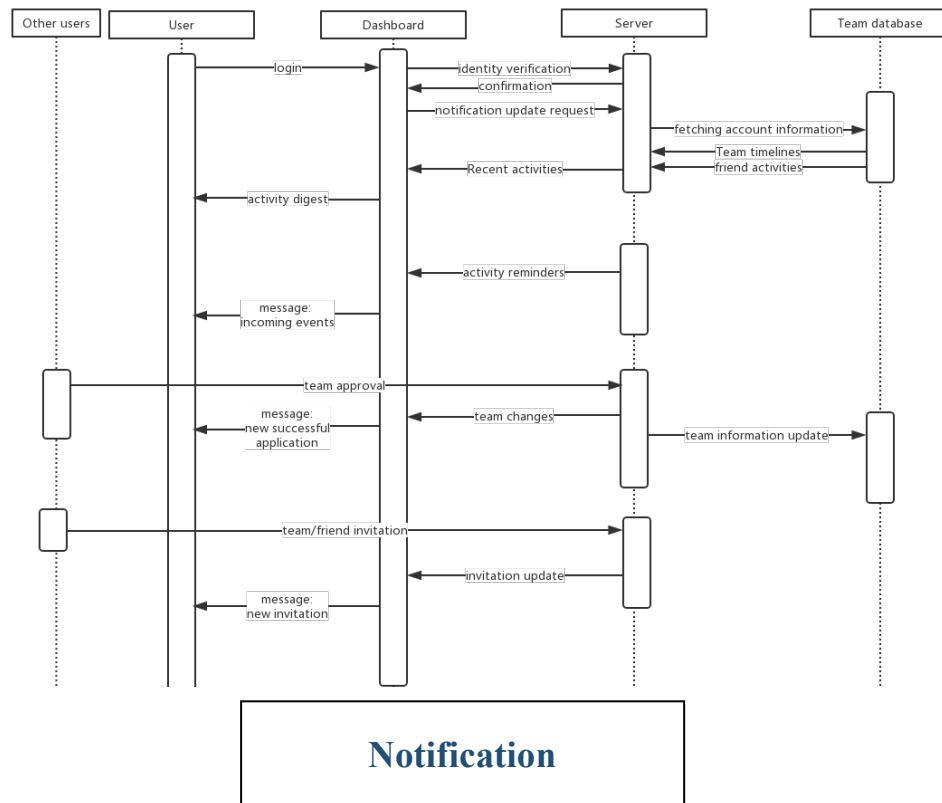 Other users
User
Dashboard
Server
Team database
login
identity verification
confirmation
notification update request
fetching account information
Team timelines
Recent activities
friend activities
activity digest
activity reminders
message:
incoming events
team approval
message:
new successful
application
team changes
team information update
team/friend invitation
invitation update
message:
new invitation
Notification